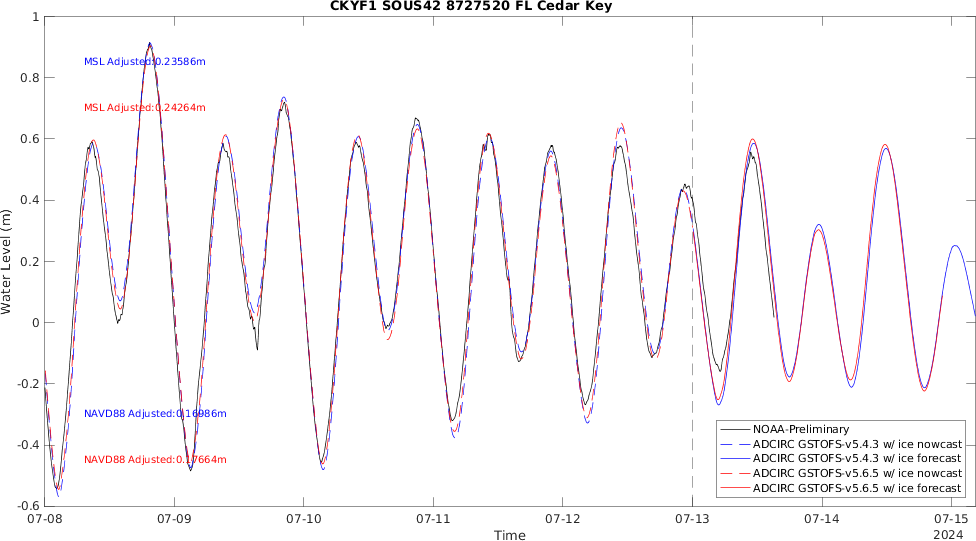 CKYF1 SOUS42 8727520 FL Cedar Key
Water Level (m)
1
0.8
0.6
0.4
0.2
0
-0.2
-0.4
-0.6
MSL Adjusted:0.23586m
MSL Adjusted:0.24264m
NAVD88 Adjusted:0.16986m
NAVD88 Adjusted:0.17664m
NOAA-Preliminary
ADCIRC GSTOFS-v5.4.3 w/ ice nowcast
ADCIRC GSTOFS-v5.4.3 w/ ice forecast
ADCIRC GSTOFS-v5.6.5 w/ ice nowcast
ADCIRC GSTOFS-v5.6.5 w/ ice forecast
07-08 07-09 07-10 07-11 07-12 07-13 07-14 07-15
Time
2024